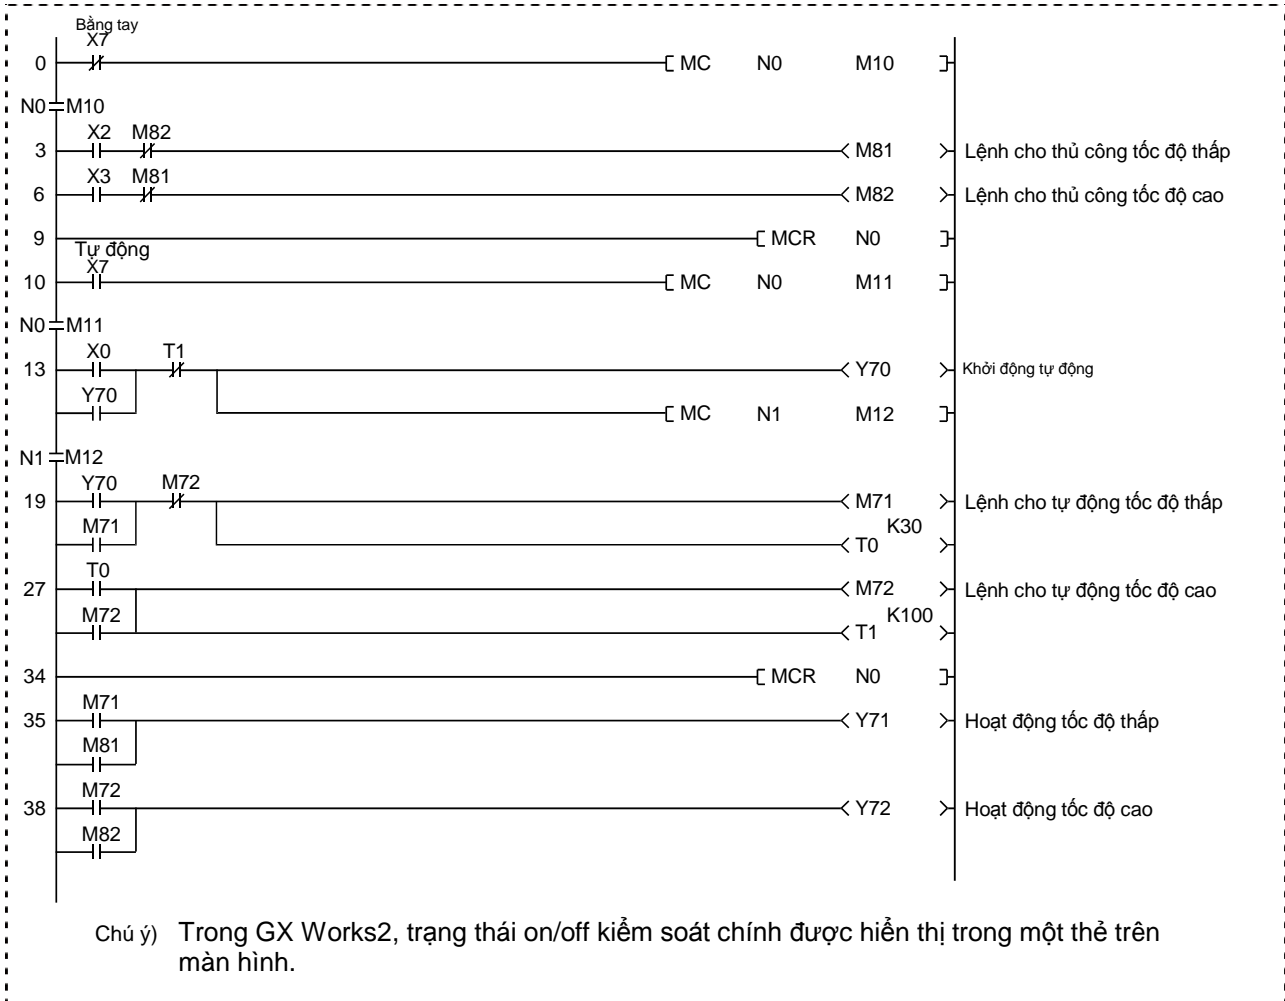 Bằng tay
X7
0 MC N0 M10
N0 M10
X2 M82
3 M81 Lệnh cho thủ công tốc độ thấp
X3 M81
6 M82 Lệnh cho thủ công tốc độ cao
9 MCR N0
Tự động
X7
10 MC N0 M11
N0 M11
X0 T1
13 Y70 Khởi động tự động
Y70
MC N1 M12
N1 M12
Y70 M72
19 M71 Lệnh cho tự động tốc độ thấp
M71 K30
T0
T0
27 M72 Lệnh cho tự động tốc độ cao
M72 K100
T1
34 MCR N0
M71
35 Y71 Hoạt động tốc độ thấp
M81
M72
38 Y72 Hoạt động tốc độ cao
M82
Chú ý) Trong GX Works2, trạng thái on/off kiểm soát chính được hiển thị trong một thẻ trên
màn hình.